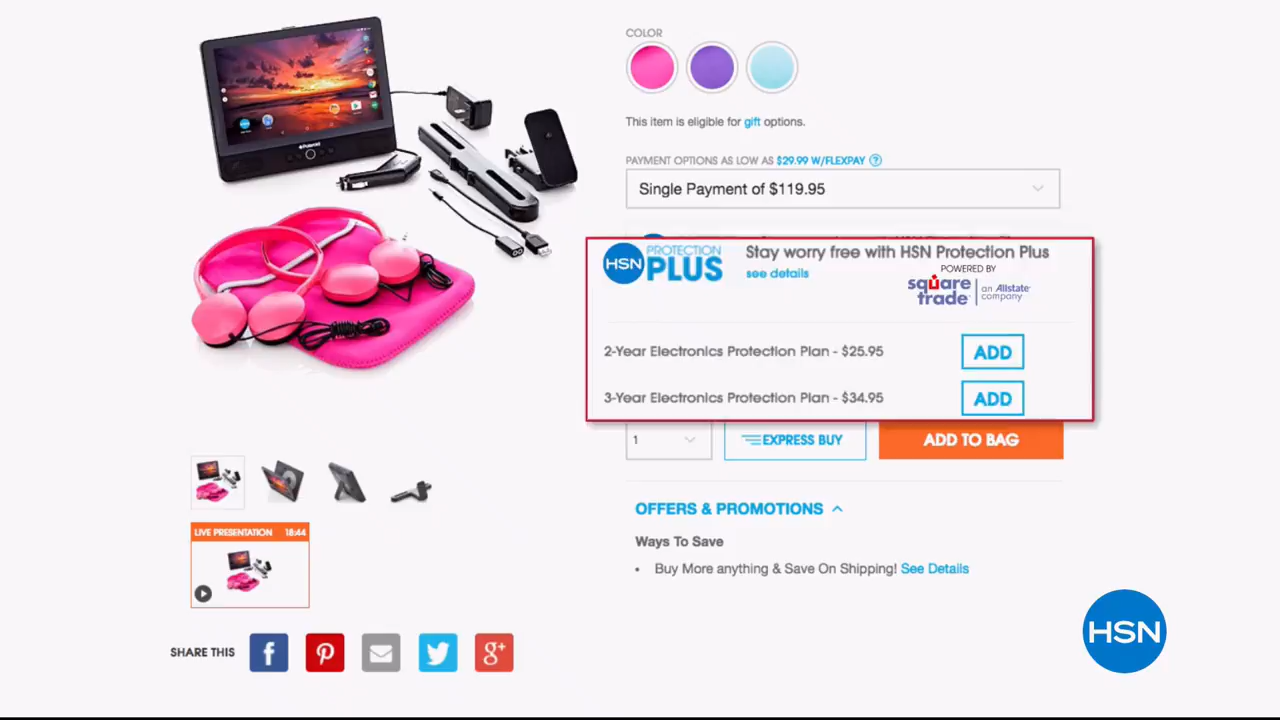 COLOR
This item is eligible for gift options.
PAYMENT OPTIONS AS LOW AS $29.99 W/FLEXPAY ?
Single Payment of $119.95
HSN PROTECTION PLUS
Stay worry free with HSN Protection Plus
see details
POWERED BY
square trade
an Allstate company
2-Year Electronics Protection Plan - $25.95
ADD
3-Year Electronics Protection Plan - $34.95
ADD
1
EXPRESS BUY
ADD TO BAG
OFFERS & PROMOTIONS
Ways To Save
• Buy More anything & Save On Shipping! See Details
Polaroid
LIVE PRESENTATION 18:44
SHARE THIS
f
g+
HSN